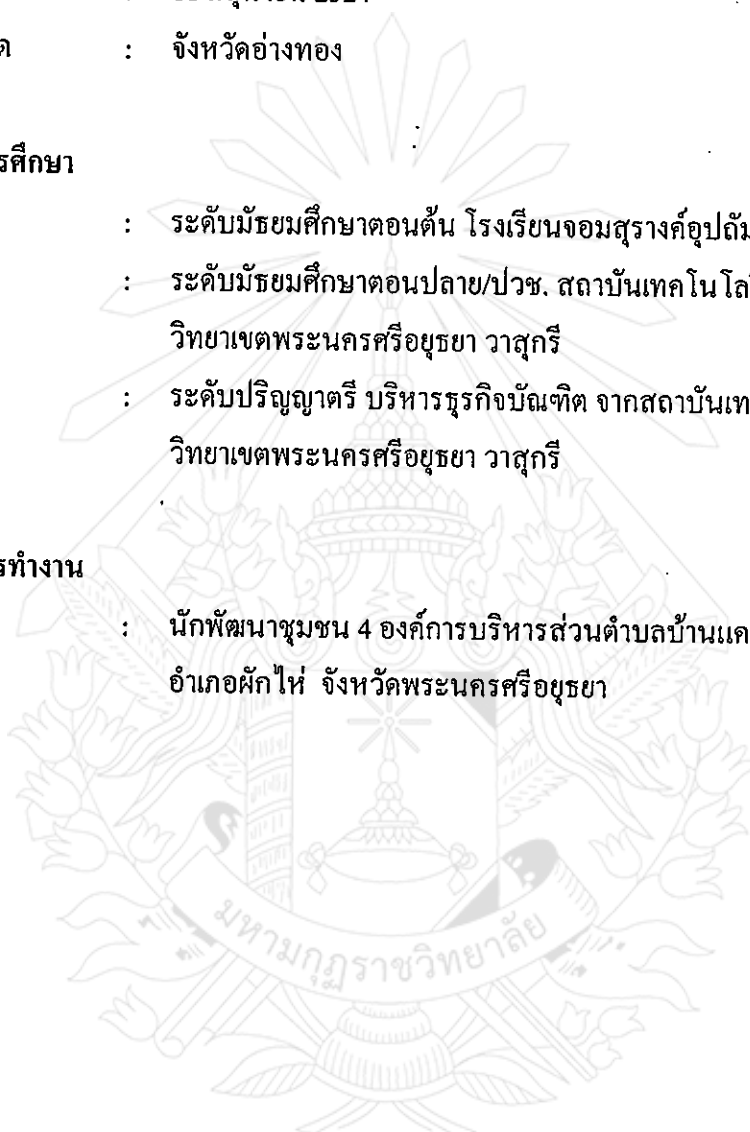 : จังหวัดอ่างทอง
รศึกษา
: ระดับมัธยมศึกษาตอนต้น โรงเรียนจอมสุรางค์อุปถัม
: ระดับมัธยมศึกษาตอนปลาย/ปวช. สถาบันเทคโนโล
วิทยาเขตพระนครศรีอยุธยา วาสุกรี
: ระดับปริญญาตรี บริหารธุรกิจบัณฑิต จากสถาบันเท
วิทยาเขตพระนครศรีอยุธยา วาสุกรี
รทำงาน
: นักพัฒนาชุมชน 4 องค์การบริหารส่วนตำบลบ้านแค
อำเภอผักไห่ จังหวัดพระนครศรีอยุธยา
มหามกุฏราชวิทยาลัย